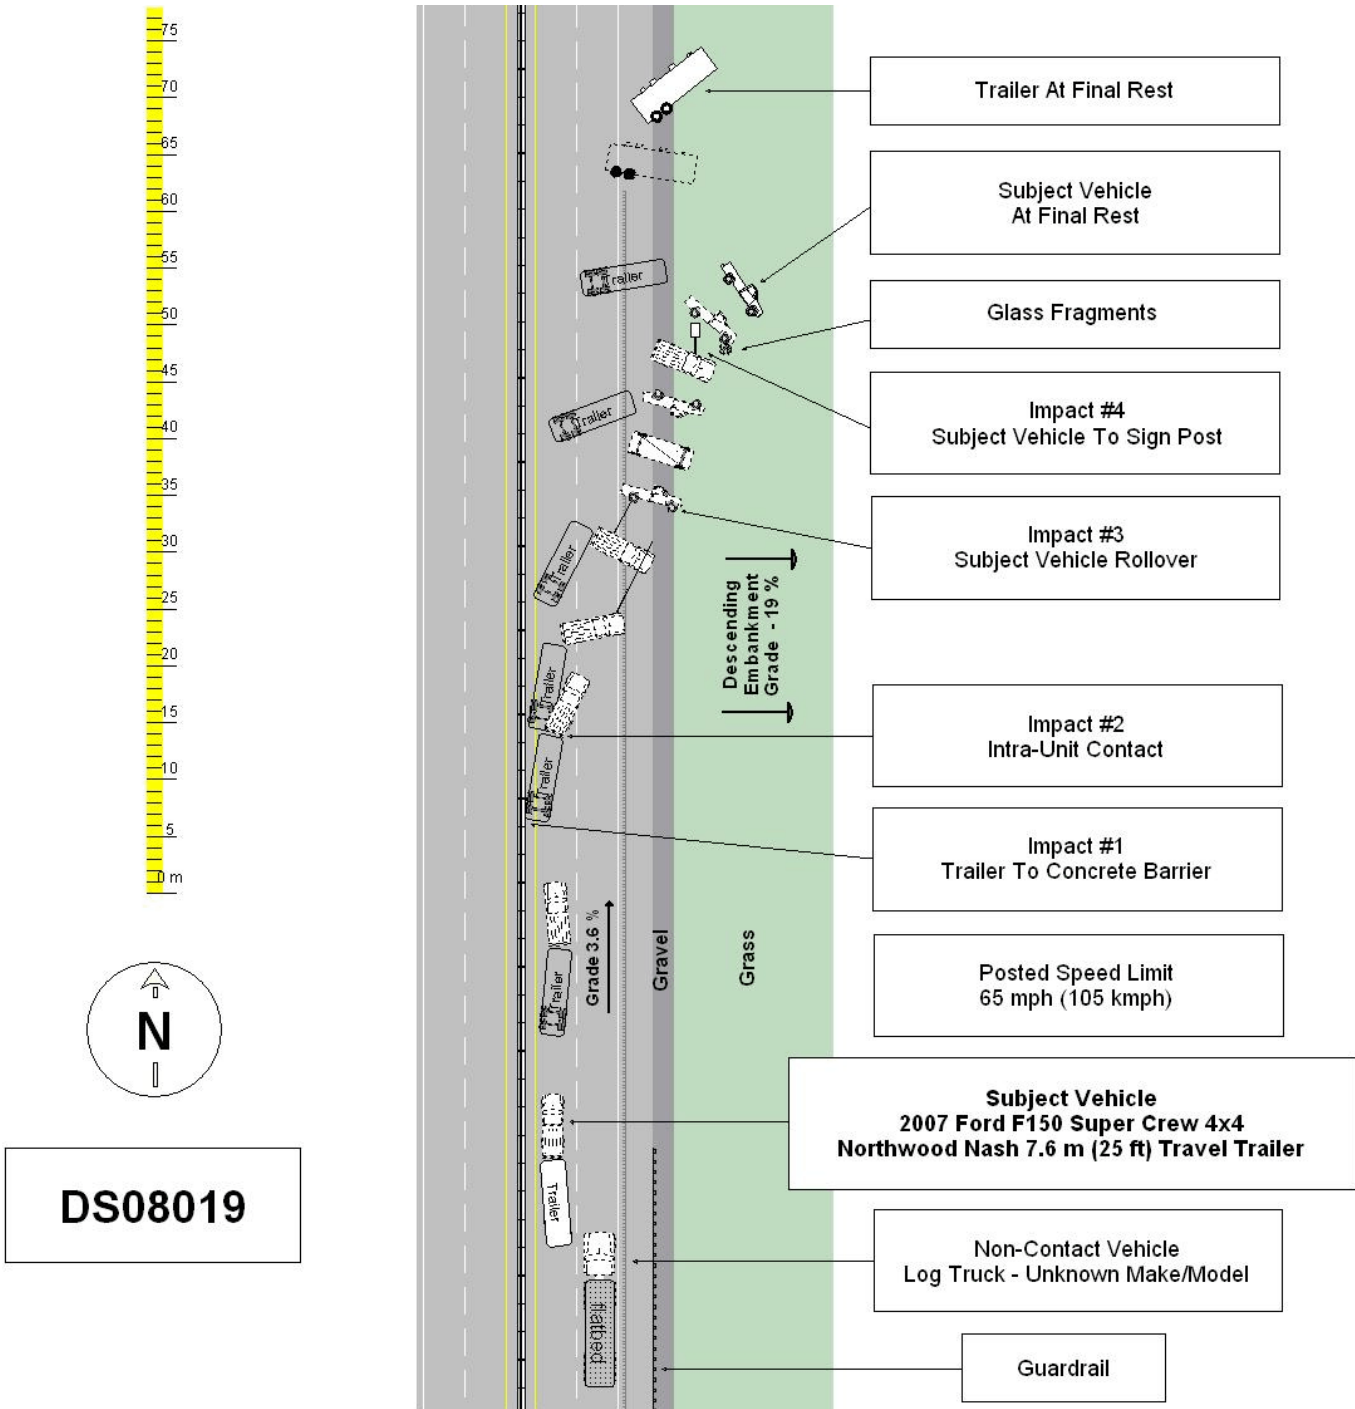 75
70
65
60
55
50
45
40
35
30
25
20
15
10
5
0 m
N
DS08019
Trailer At Final Rest
Subject Vehicle
At Final Rest
Glass Fragments
Impact #4
Subject Vehicle To Sign Post
Impact #3
Subject Vehicle Rollover
Impact #2
Intra-Unit Contact
Impact #1
Trailer To Concrete Barrier
Posted Speed Limit
65 mph (105 kmph)
Subject Vehicle
2007 Ford F150 Super Crew 4x4
Northwood Nash 7.6 m (25 ft) Travel Trailer
Non-Contact Vehicle
Log Truck - Unknown Make/Model
Guardrail
Trailer
Trailer
Trailer
Trailer
Trailer
Trailer
Trailer
flatbed
Descending
Embankment
Grade - 19 %
Grade 3.6 %
Gravel
Grass